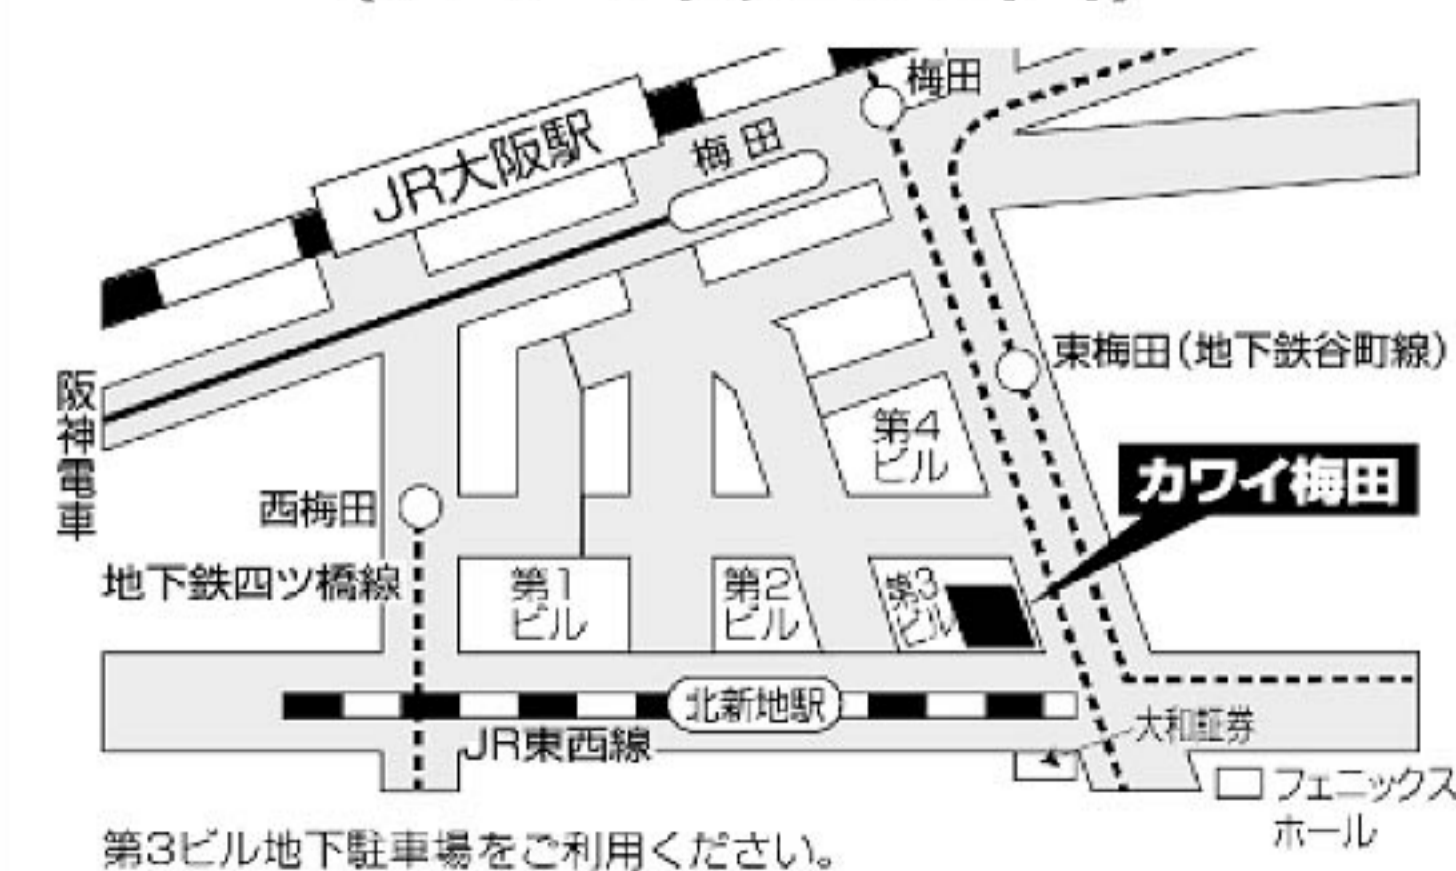 梅田
JR大阪駅
梅田
東梅田(地下鉄谷町線)
阪神電車
第4
ビル
カワイ梅田
西梅田
地下鉄四ツ橋線
第1
ビル
第2
ビル
第3
ビル
北新地駅
JR東西線
大和証券
フェニックス
ホール
第3ビル地下駐車場をご利用ください。